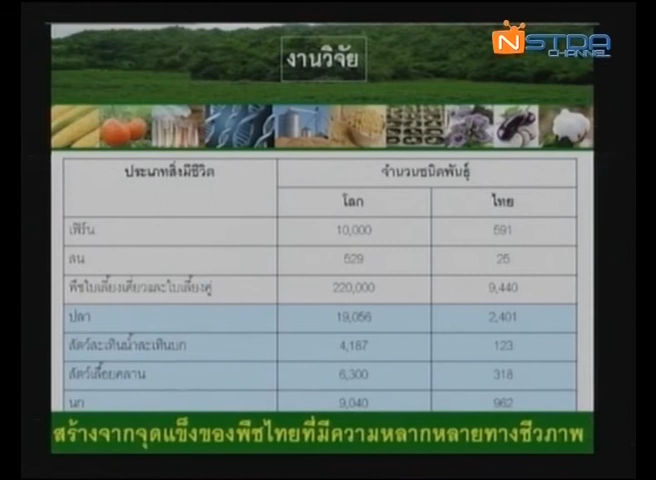 NSTDA
CHANNEL
งานวิจัย
ประเภทสิ่งมีชีวิต จำนวนชนิดพันธุ์
โลก ไทย
เฟิร์น 10,000 591
สน 529 25
พืชใบเลี้ยงเดี่ยวและใบเลี้ยงคู่ 220,000 9,440
ปลา 19,056 2,401
สัตว์สะเทินน้ำสะเทินบก 4,187 123
สัตว์เลื้อยคลาน 6,300 318
นก 9,040 962
สร้างจากจุดแข็งของพืชไทยที่มีความหลากหลายทางชีวภาพ